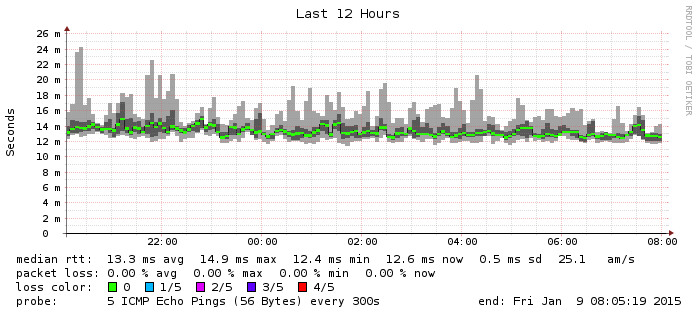 Last 12 Hours
RRDTOOL / TOBI OETIKER
Seconds
26 m
24 m
22 m
20 m
18 m
16 m
14 m
12 m
10 m
8 m
6 m
4 m
2 m
0
22:00 00:00 02:00 04:00 06:00 08:00
median rtt: 13.3 ms avg 14.9 ms max 12.4 ms min 12.6 ms now 0.5 ms sd 25.1 am/s
packet loss: 0.00 % avg 0.00 % max 0.00 % min 0.00 % now
loss color: 0 1/5 2/5 3/5 4/5
probe: 5 ICMP Echo Pings (56 Bytes) every 300s end: Fri Jan 9 08:05:19 2015